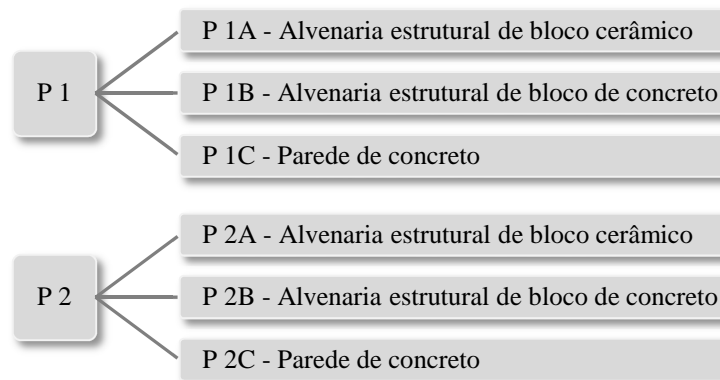 P 1
P 1A - Alvenaria estrutural de bloco cerâmico
P 1B - Alvenaria estrutural de bloco de concreto
P 1C - Parede de concreto
P 2
P 2A - Alvenaria estrutural de bloco cerâmico
P 2B - Alvenaria estrutural de bloco de concreto
P 2C - Parede de concreto